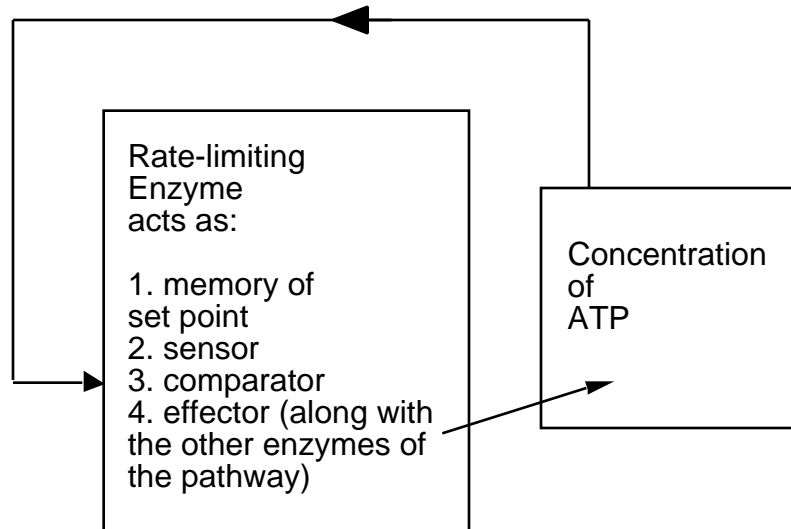 Rate-limiting
Enzyme
acts as:
1. memory of
set point
2. sensor
3. comparator
4. effector (along with
the other enzymes of
the pathway)
Concentration
of
ATP